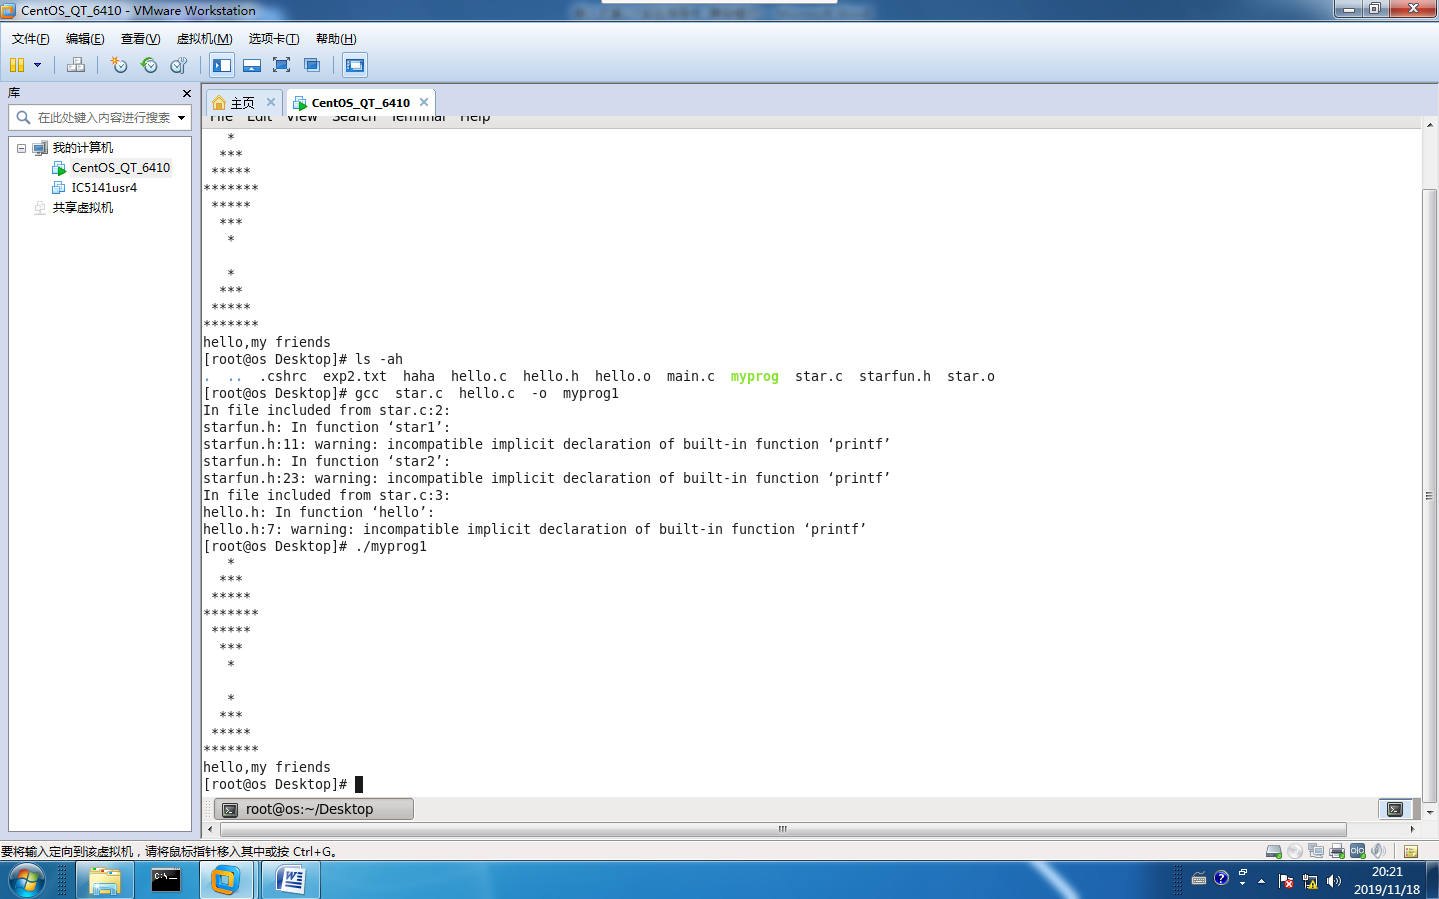 CentOS_QT_6410 - VMware Workstation
文件(F) 编辑(E) 查看(V) 虚拟机(M) 选项卡(T) 帮助(H)
库
在此处键入内容进行搜索
我的计算机
CentOS_QT_6410
IC5141usr4
共享虚拟机
主页 CentOS_QT_6410
File Edit View Search Terminal Help
   *
  ***
 *****
*******
 *****
  ***
   *
   *
  ***
 *****
*******
hello,my friends
[root@os Desktop]# ls -ah
.  ..  .cshrc  exp2.txt  haha  hello.c  hello.h  hello.o  main.c  myprog  star.c  starfun.h  star.o
[root@os Desktop]# gcc  star.c  hello.c  -o  myprog1
In file included from star.c:2:
starfun.h: In function ‘star1’:
starfun.h:11: warning: incompatible implicit declaration of built-in function ‘printf’
starfun.h: In function ‘star2’:
starfun.h:23: warning: incompatible implicit declaration of built-in function ‘printf’
In file included from star.c:3:
hello.h: In function ‘hello’:
hello.h:7: warning: incompatible implicit declaration of built-in function ‘printf’
[root@os Desktop]# ./myprog1
   *
  ***
 *****
*******
 *****
  ***
   *
   *
  ***
 *****
*******
hello,my friends
[root@os Desktop]#
root@os:~/Desktop
要将输入定向到该虚拟机，请将鼠标指针移入其中或按 Ctrl+G。
20:21
2019/11/18